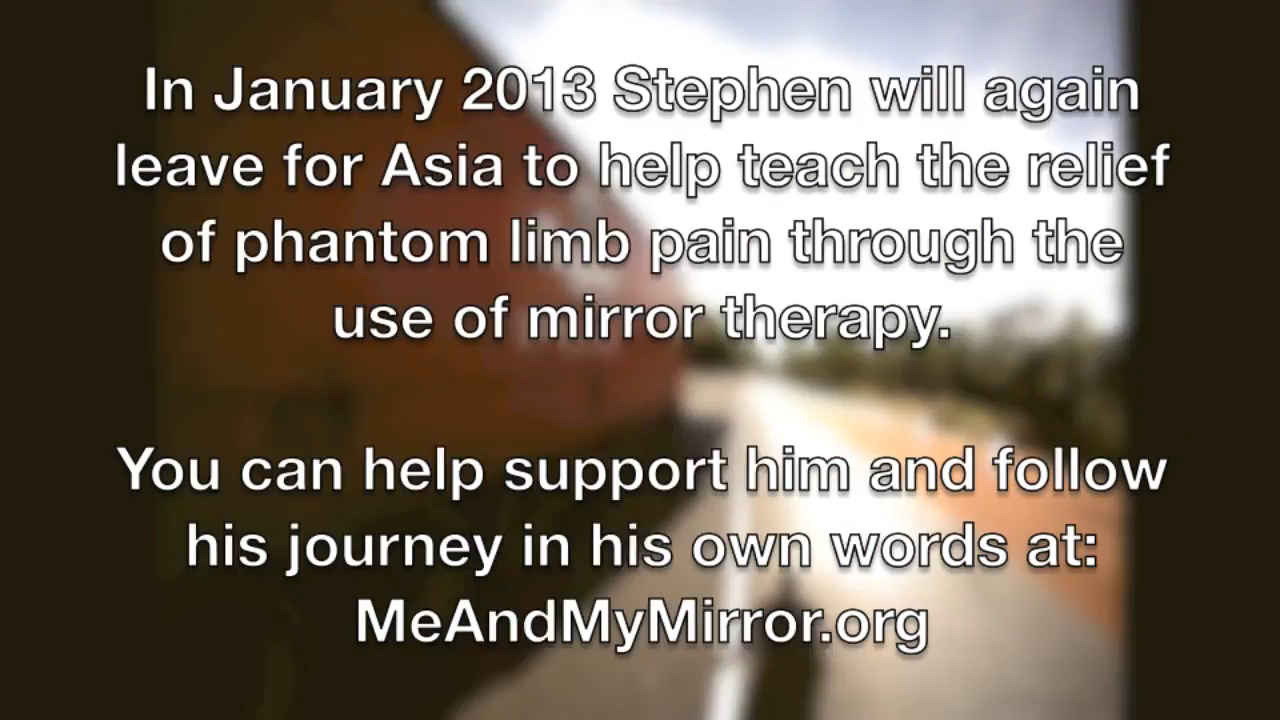 In January 2013 Stephen will again
leave for Asia to help teach the relief
of phantom limb pain through the
use of mirror therapy.
You can help support him and follow
his journey in his own words at:
MeAndMyMirror.org